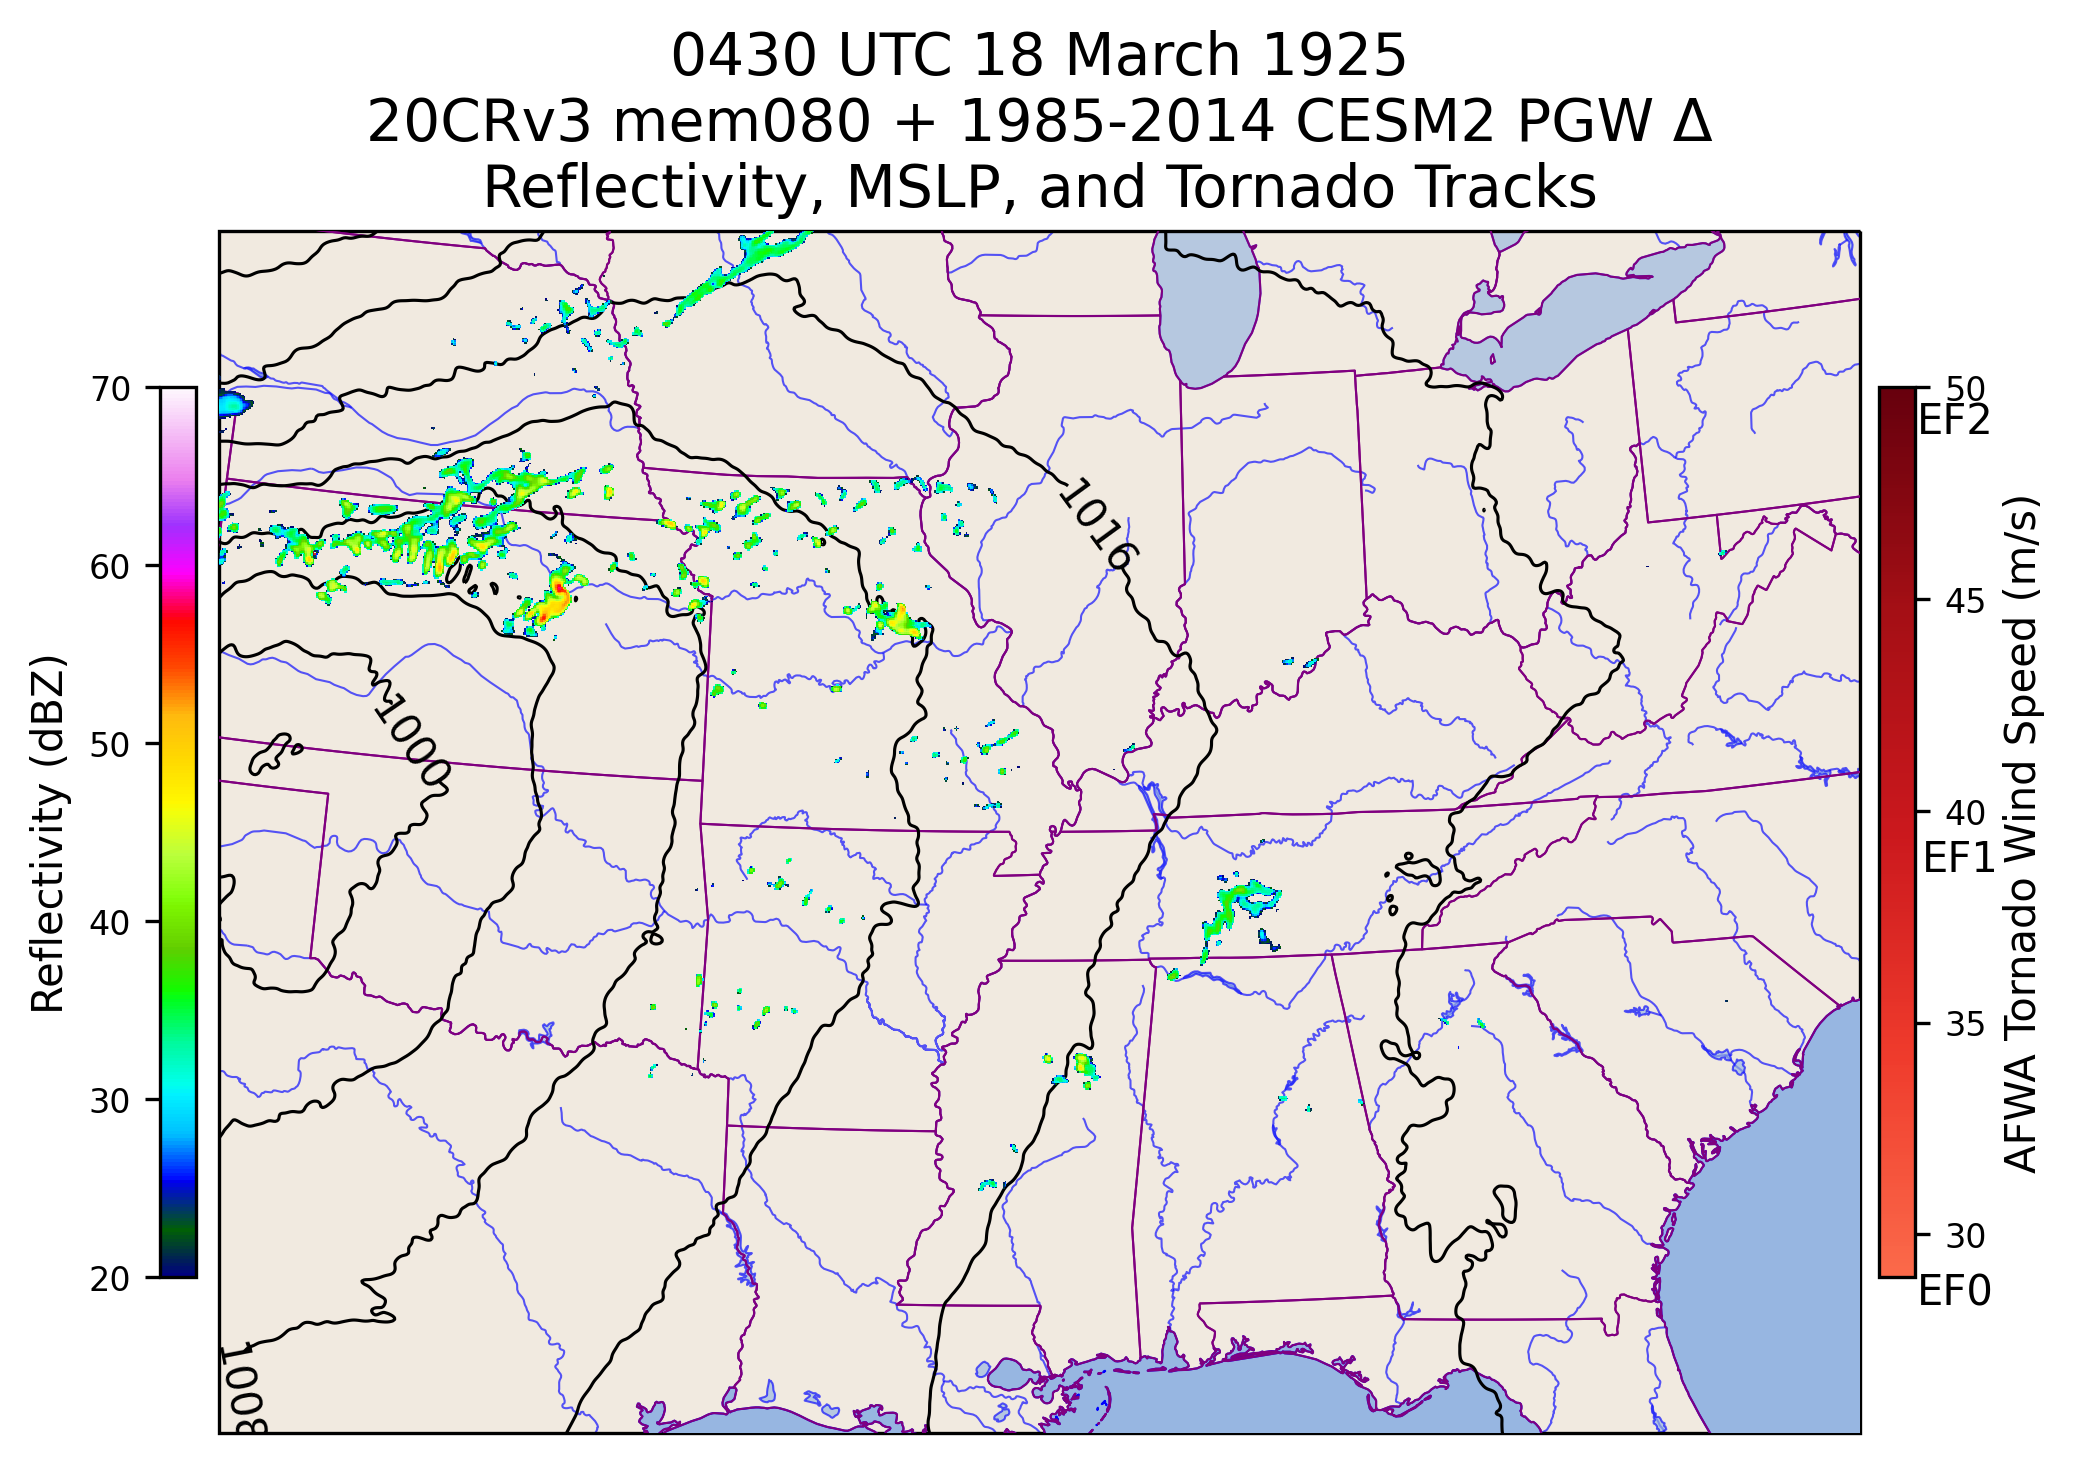 0430 UTC 18 March 1925
20CRv3 mem080 + 1985-2014 CESM2 PGW Δ
Reflectivity, MSLP, and Tornado Tracks
70
60
50
40
30
20
Reflectivity (dBZ)
1016
1000
1008
50
EF2
45
40
EF1
35
30
EF0
AFWA Tornado Wind Speed (m/s)